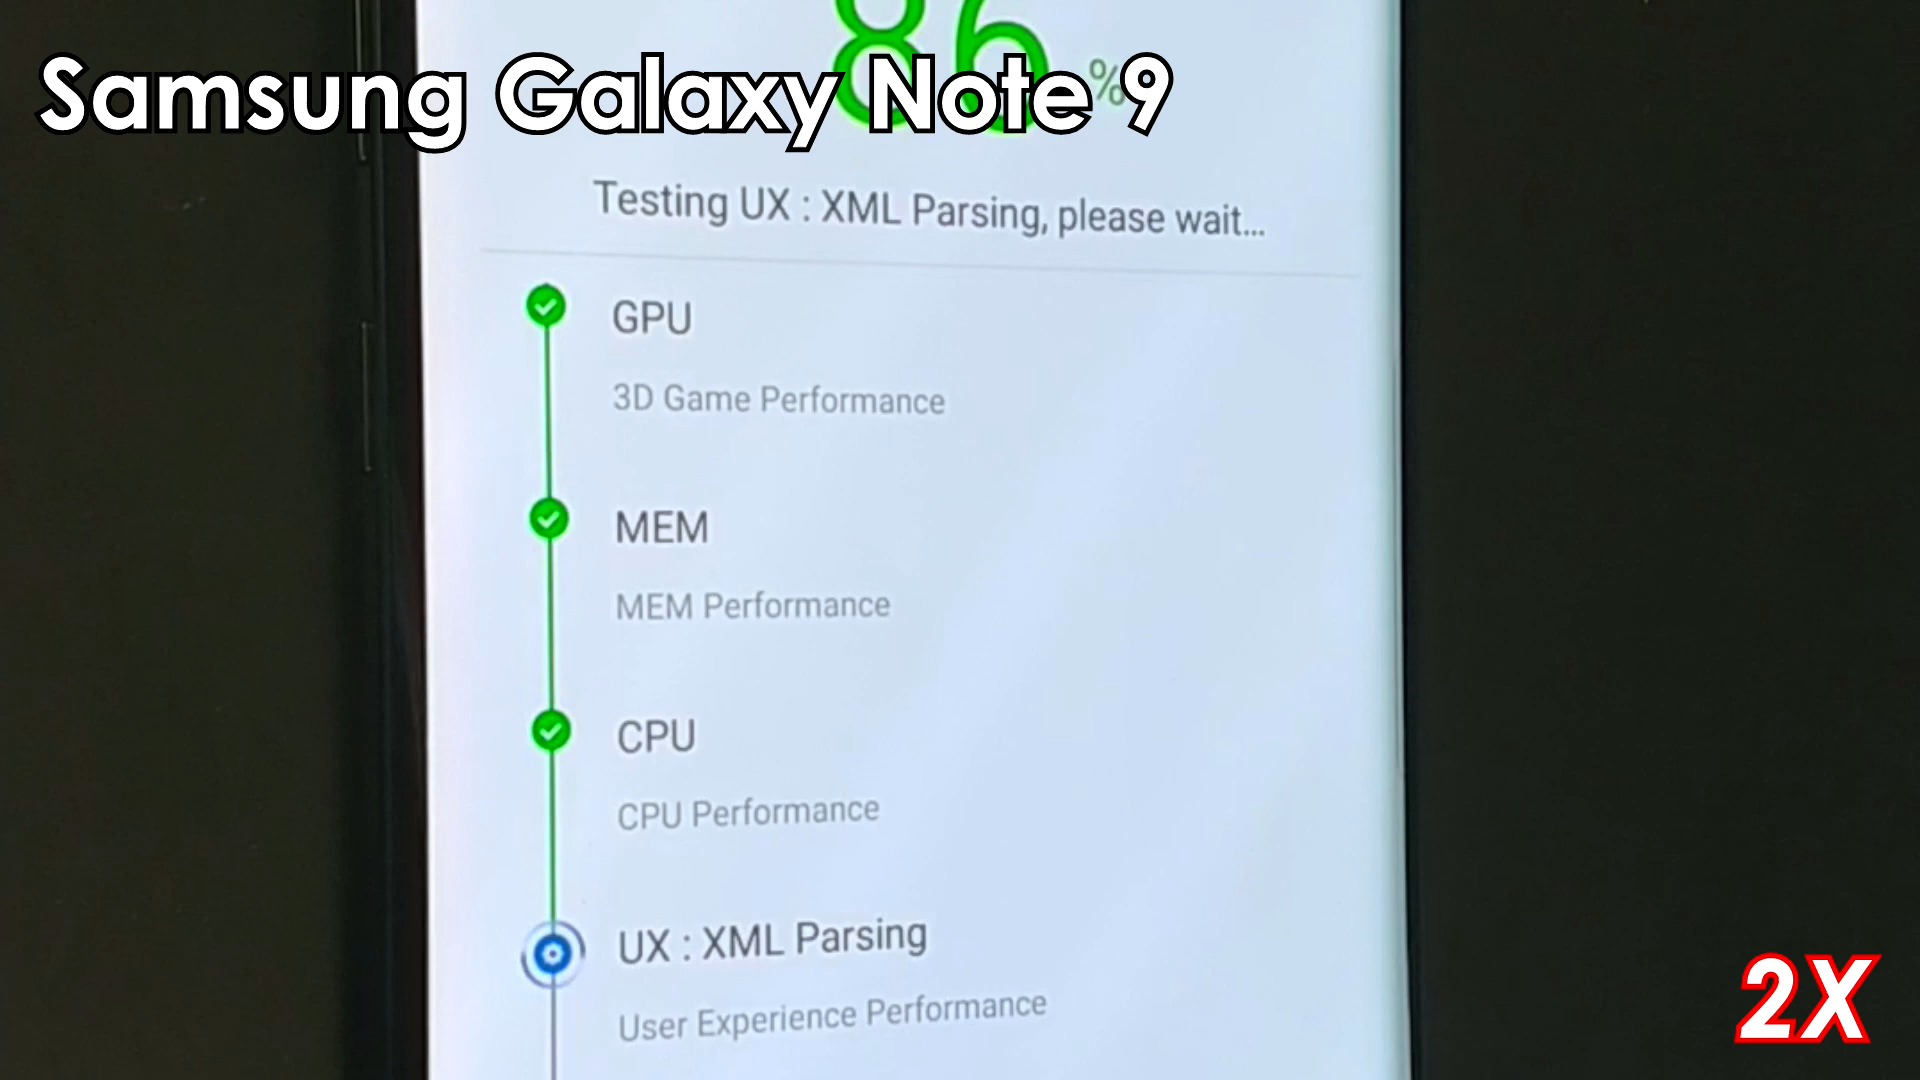 86 %
Samsung Galaxy Note 9
Testing UX : XML Parsing, please wait...
GPU
3D Game Performance
MEM
MEM Performance
CPU
CPU Performance
UX : XML Parsing
User Experience Performance
2X